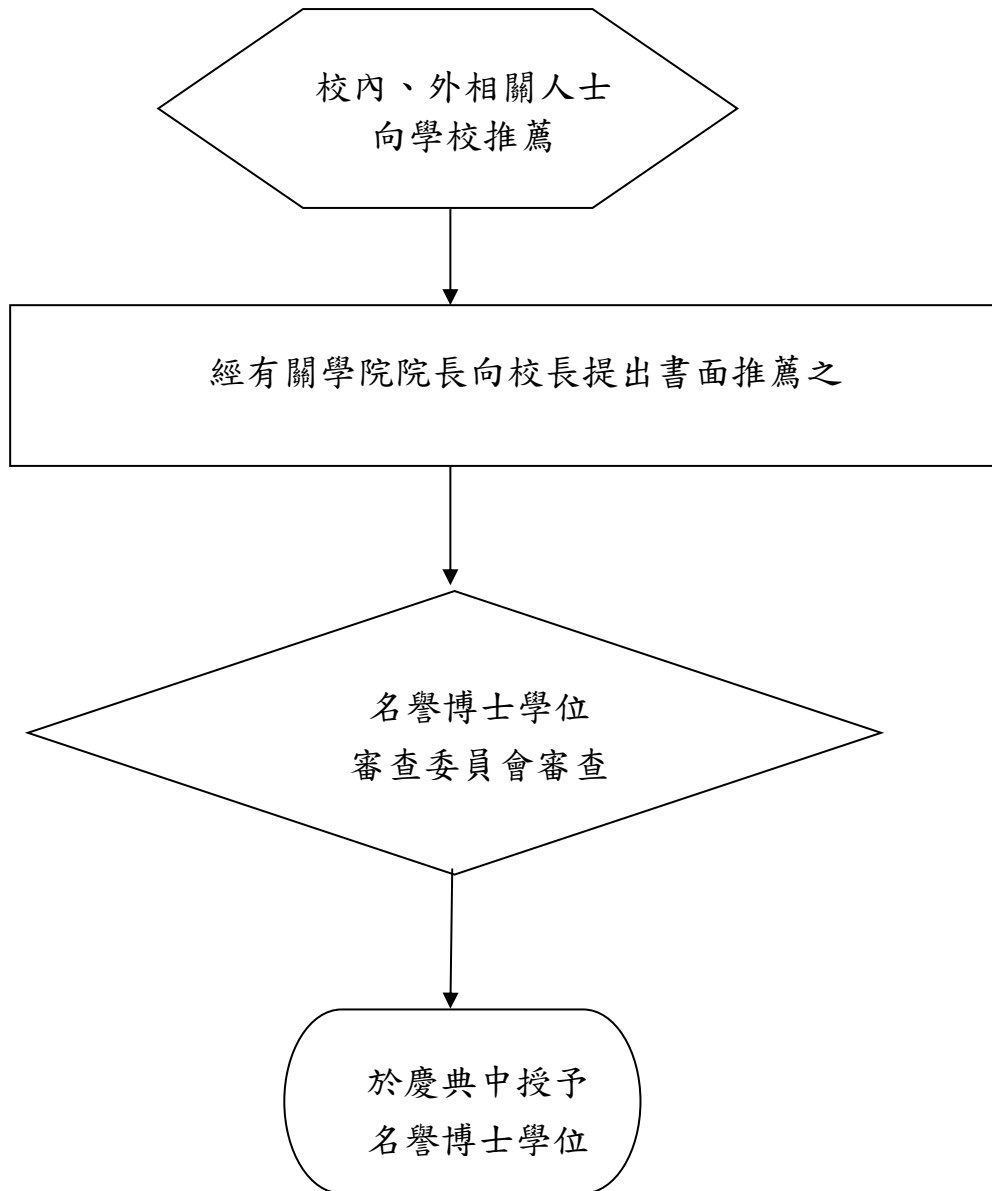 校內、外相關人士
向學校推薦
經有關學院院長向校長提出書面推薦之
名譽博士學位
審查委員會審查
於慶典中授予
名譽博士學位